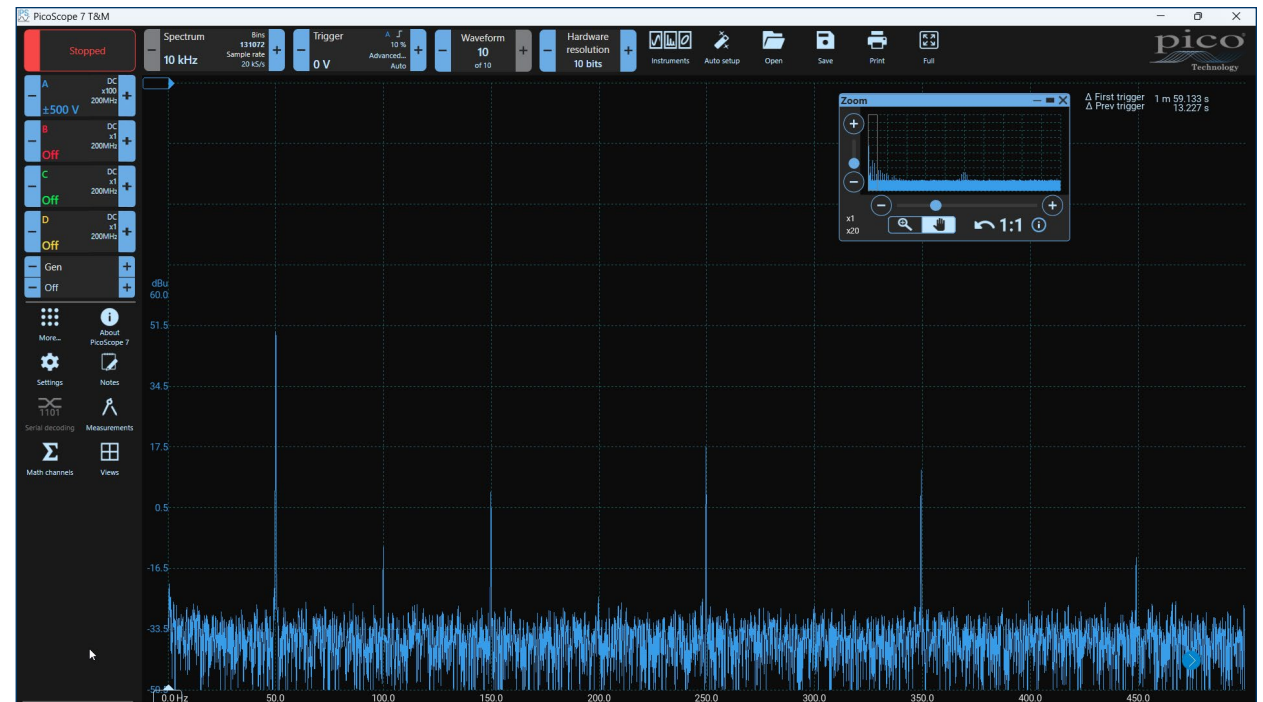 PicoScope 7 T&M
Stopped
Spectrum
10 kHz
Bins
131072
Sample rate
20 kS/s
Trigger
0 V
A
10 %
Advanced...
Auto
Waveform
10
of 10
Hardware
resolution
10 bits
Instruments
Auto setup
Open
Save
Print
Full
pico
Technology
A
DC
x100
200MHz
±500 V
B
DC
x1
200MHz
Off
C
DC
x1
200MHz
Off
D
DC
x1
200MHz
Off
Gen
Off
More...
About
PicoScope 7
Settings
Notes
1101
Serial decoding
Measurements
Math channels
Views
Zoom
x1
x20
1:1
Δ First trigger 1 m 59.133 s
Δ Prev trigger 13.227 s
dBu
60.0
51.5
34.5
17.5
0.5
-16.5
-33.5
0.0 Hz 50.0 100.0 150.0 200.0 250.0 300.0 350.0 400.0 450.0